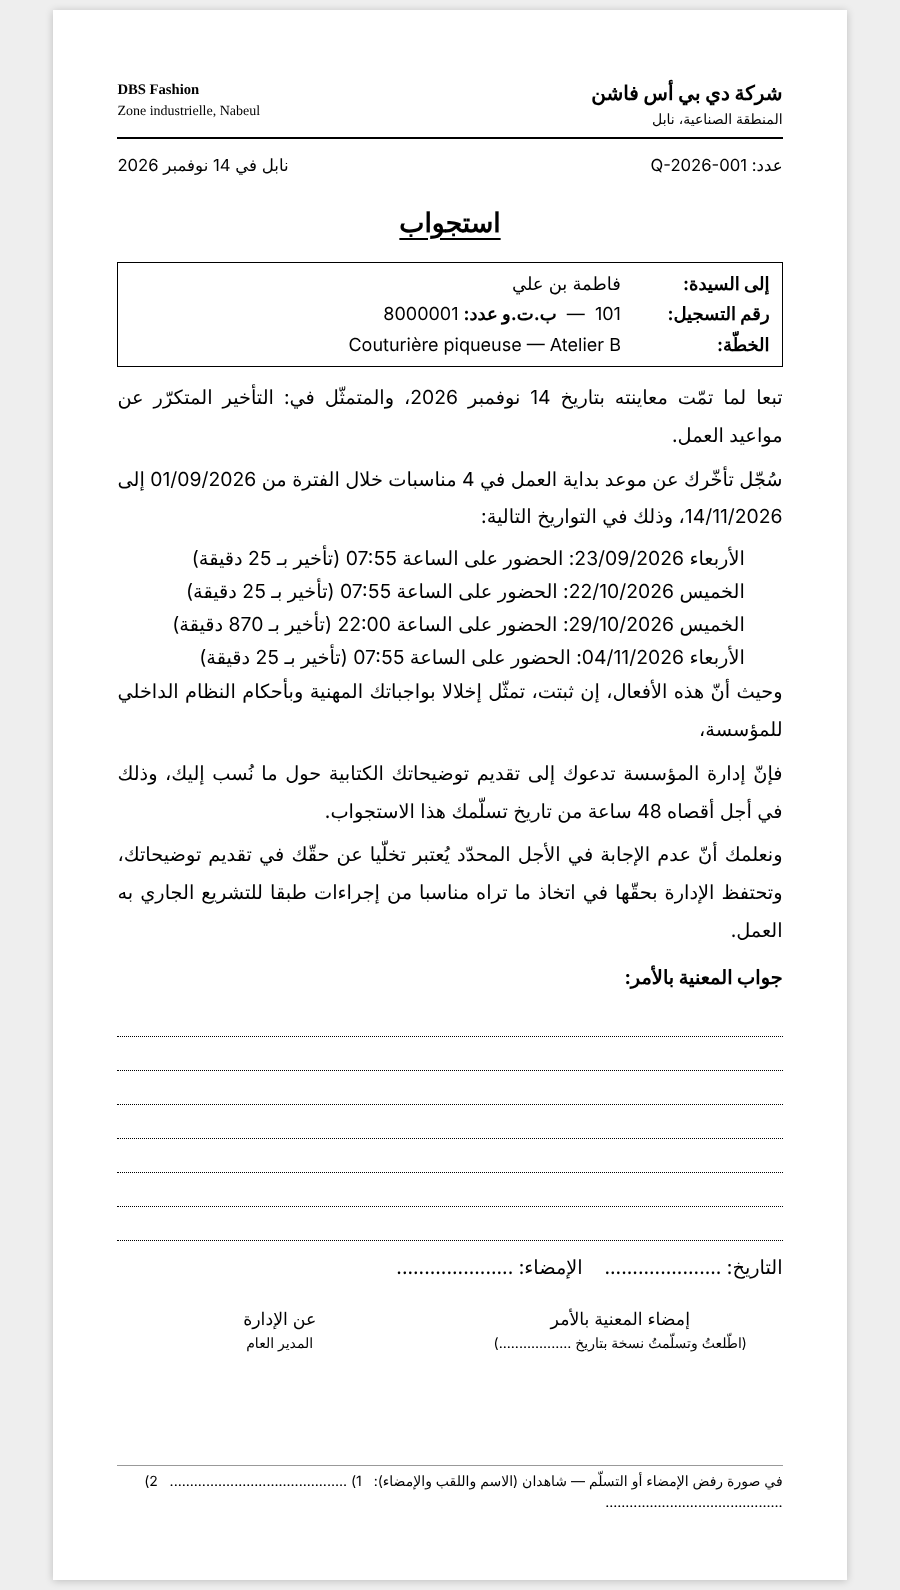 شركة دي بي أس فاشن
المنطقة الصناعية، نابل
DBS Fashion
Zone industrielle, Nabeul
عدد: Q-2026-001
نابل في 14 نوفمبر 2026
استجواب
إلى السيدة: فاطمة بن علي
رقم التسجيل: 101 — ب.ت.و عدد: 8000001
الخطّة: Couturière piqueuse — Atelier B
تبعا لما تمّت معاينته بتاريخ 14 نوفمبر 2026، والمتمثّل في: التأخير المتكرّر عن
مواعيد العمل.
سُجّل تأخّرك عن موعد بداية العمل في 4 مناسبات خلال الفترة من 01/09/2026 إلى
14/11/2026، وذلك في التواريخ التالية:
الأربعاء 23/09/2026: الحضور على الساعة 07:55 (تأخير بـ 25 دقيقة)
الخميس 22/10/2026: الحضور على الساعة 07:55 (تأخير بـ 25 دقيقة)
الخميس 29/10/2026: الحضور على الساعة 22:00 (تأخير بـ 870 دقيقة)
الأربعاء 04/11/2026: الحضور على الساعة 07:55 (تأخير بـ 25 دقيقة)
وحيث أنّ هذه الأفعال، إن ثبتت، تمثّل إخلالا بواجباتك المهنية وبأحكام النظام الداخلي
للمؤسسة،
فإنّ إدارة المؤسسة تدعوك إلى تقديم توضيحاتك الكتابية حول ما نُسب إليك، وذلك
في أجل أقصاه 48 ساعة من تاريخ تسلّمك هذا الاستجواب.
ونعلمك أنّ عدم الإجابة في الأجل المحدّد يُعتبر تخلّيا عن حقّك في تقديم توضيحاتك،
وتحتفظ الإدارة بحقّها في اتخاذ ما تراه مناسبا من إجراءات طبقا للتشريع الجاري به
العمل.
جواب المعنية بالأمر:
التاريخ: ..................... الإمضاء: .....................
إمضاء المعنية بالأمر
(اطّلعتُ وتسلّمتُ نسخة بتاريخ ..................)
عن الإدارة
المدير العام
في صورة رفض الإمضاء أو التسلّم — شاهدان (الاسم واللقب والإمضاء): 1) ............................................ 2)
............................................